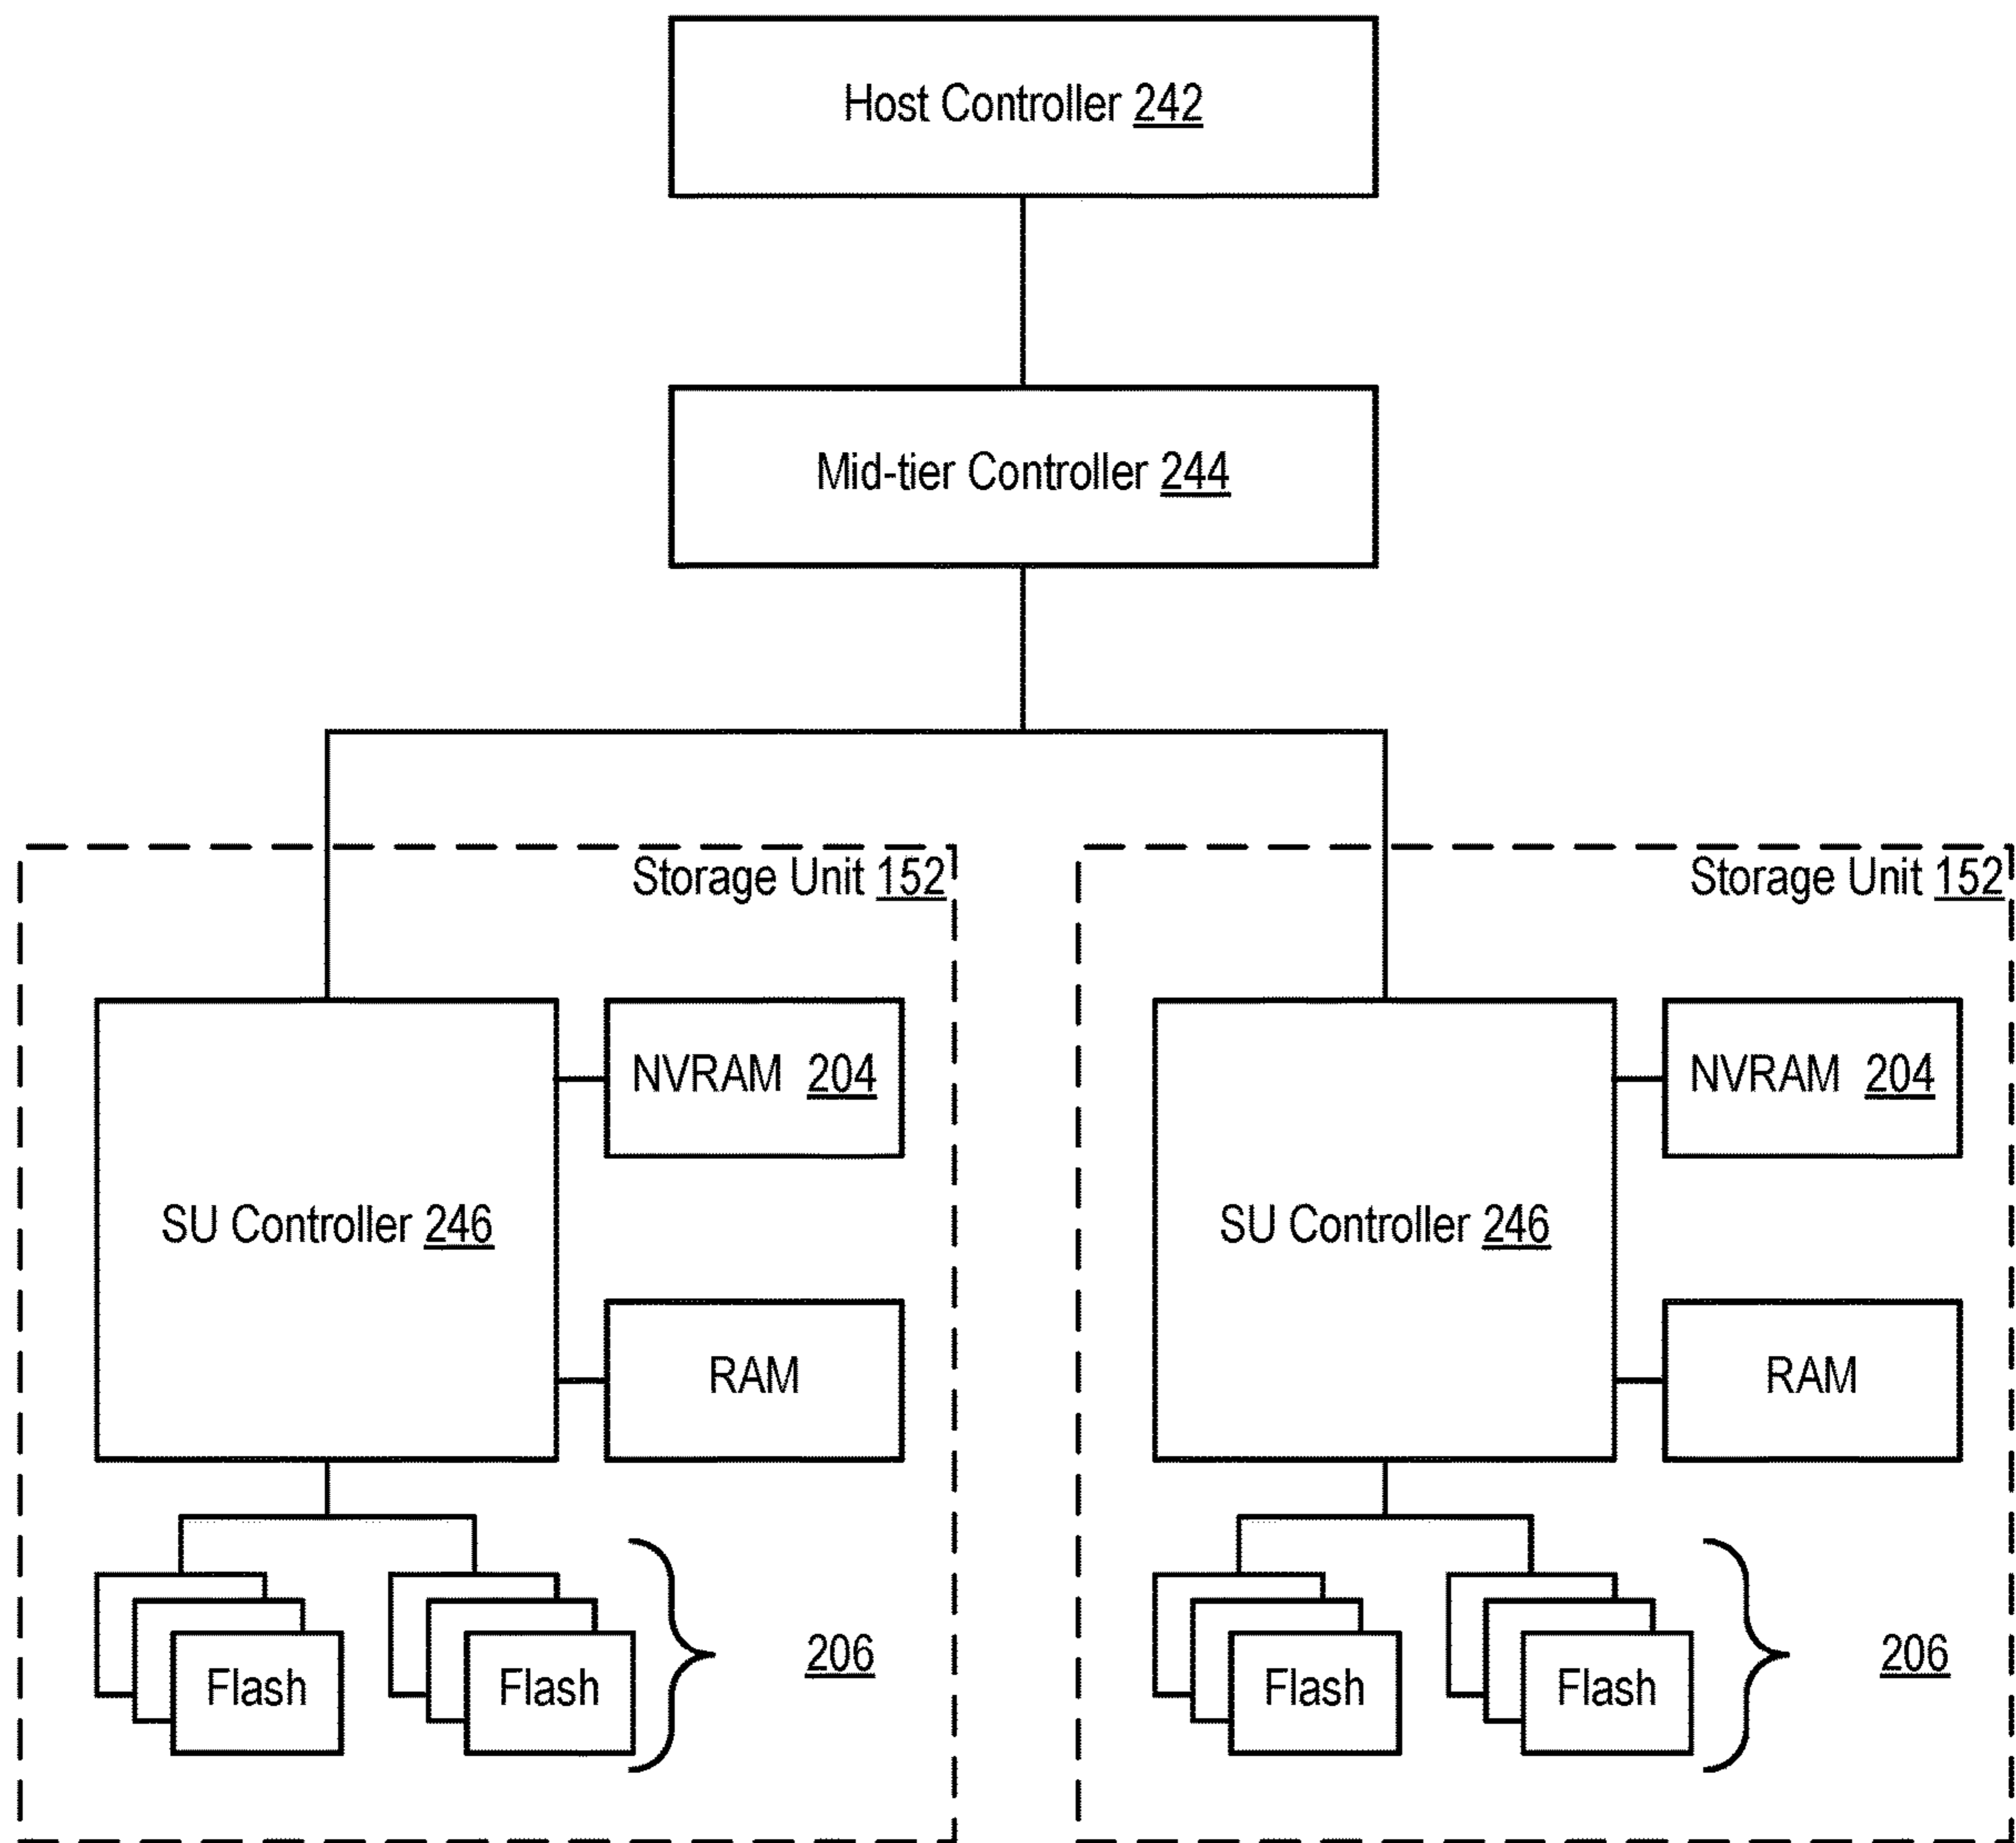 Host Controller 242
Mid-tier Controller 244
Storage Unit 152
SU Controller 246
NVRAM 204
RAM
Flash
Flash
206
Storage Unit 152
SU Controller 246
NVRAM 204
RAM
Flash
Flash
206